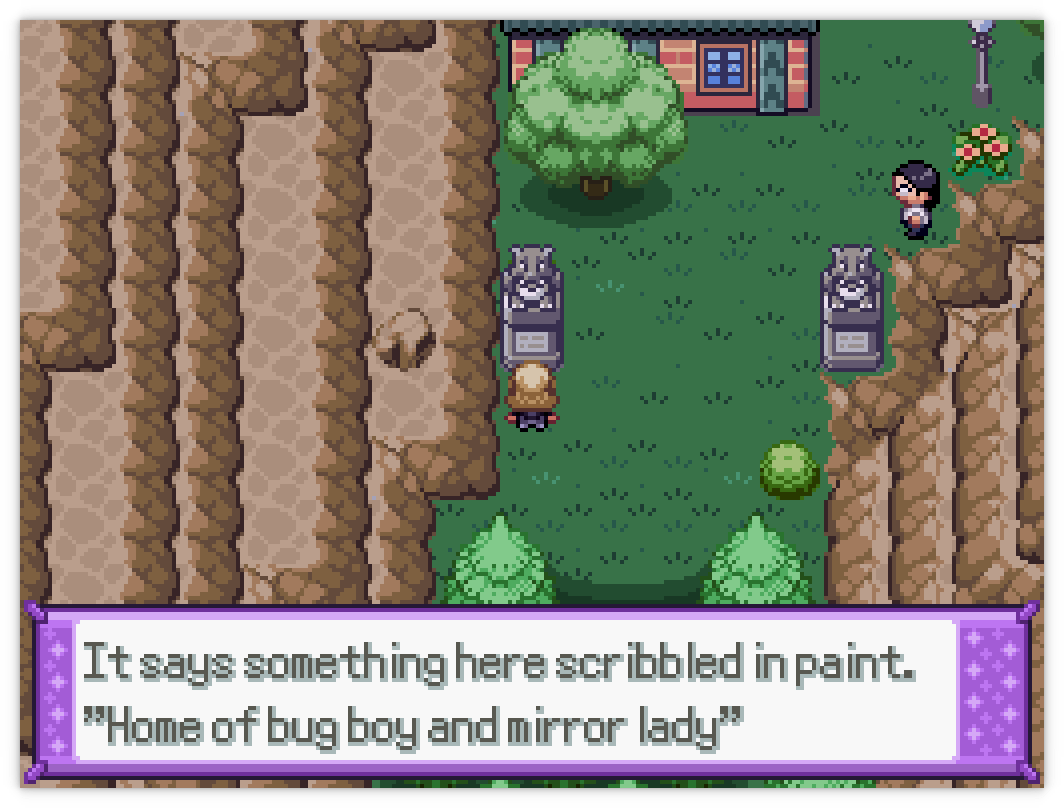 It says something here scribbled in paint.
"Home of bug boy and mirror lady"